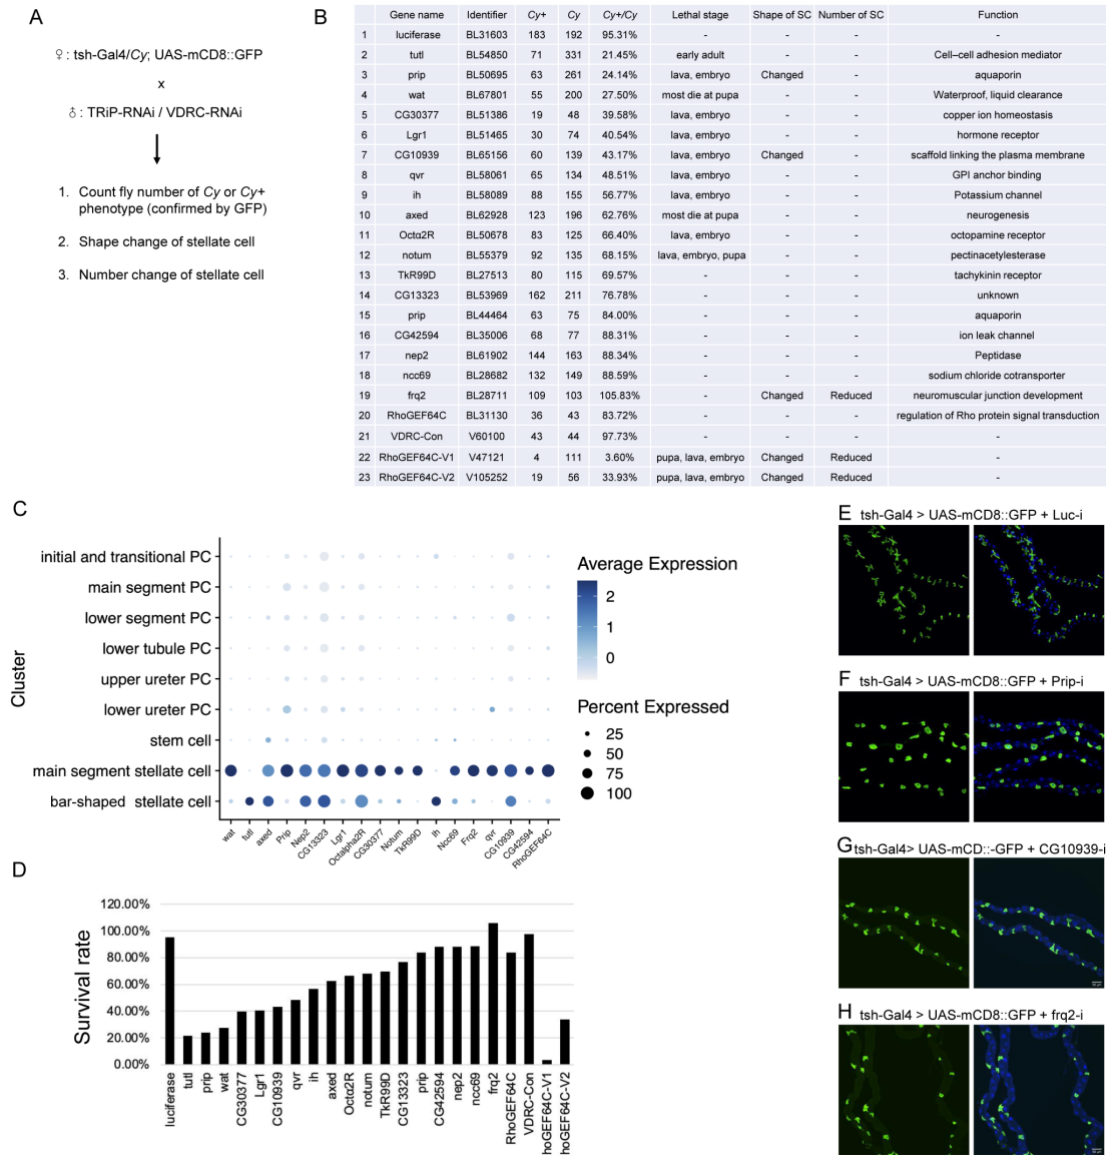 A
♀ : tsh-Gal4/Cy; UAS-mCD8::GFP
x
♂ : TRiP-RNAi / VDRC-RNAi
1. Count fly number of Cy or Cy+
phenotype (confirmed by GFP)
2. Shape change of stellate cell
3. Number change of stellate cell
B
Gene name Identifier Cy+ Cy Cy+/Cy Lethal stage Shape of SC Number of SC Function
1 luciferase BL31603 183 192 95.31% - - - -
2 tutl BL54850 71 331 21.45% early adult - - Cell–cell adhesion mediator
3 prip BL50695 63 261 24.14% lava, embryo Changed - aquaporin
4 wat BL67801 55 200 27.50% most die at pupa - - Waterproof, liquid clearance
5 CG30377 BL51386 19 48 39.58% lava, embryo - - copper ion homeostasis
6 Lgr1 BL51465 30 74 40.54% lava, embryo - - hormone receptor
7 CG10939 BL65156 60 139 43.17% lava, embryo Changed - scaffold linking the plasma membrane
8 qvr BL58061 65 134 48.51% lava, embryo - - GPI anchor binding
9 ih BL58089 88 155 56.77% lava, embryo - - Potassium channel
10 axed BL62928 123 196 62.76% most die at pupa - - neurogenesis
11 Octα2R BL50678 83 125 66.40% lava, embryo - - octopamine receptor
12 notum BL55379 92 135 68.15% lava, embryo, pupa - - pectinacetylesterase
13 TkR99D BL27513 80 115 69.57% - - - tachykinin receptor
14 CG13323 BL53969 162 211 76.78% - - - unknown
15 prip BL44464 63 75 84.00% - - - aquaporin
16 CG42594 BL35006 68 77 88.31% - - - ion leak channel
17 nep2 BL61902 144 163 88.34% - - - Peptidase
18 ncc69 BL28682 132 149 88.59% - - - sodium chloride cotransporter
19 frq2 BL28711 109 103 105.83% - Changed Reduced neuromuscular junction development
20 RhoGEF64C BL31130 36 43 83.72% - - - regulation of Rho protein signal transduction
21 VDRC-Con V60100 43 44 97.73% - - - -
22 RhoGEF64C-V1 V47121 4 111 3.60% pupa, lava, embryo Changed Reduced -
23 RhoGEF64C-V2 V105252 19 56 33.93% pupa, lava, embryo Changed Reduced -
C
Cluster
initial and transitional PC
main segment PC
lower segment PC
lower tubule PC
upper ureter PC
lower ureter PC
stem cell
main segment stellate cell
bar-shaped stellate cell
wat tutl axed Prip Nep2 CG13323 Lgr1 Octalpha2R CG30377 Notum TkR99D Ih Ncc69 Frq2 qvr CG10939 CG42594 RhoGEF64C
Average Expression
2
1
0
Percent Expressed
25
50
75
100
D
Survival rate
120.00%
100.00%
80.00%
60.00%
40.00%
20.00%
0.00%
luciferase tutl prip wat CG30377 Lgr1 CG10939 qvr ih axed Octα2R notum TkR99D CG13323 prip CG42594 nep2 ncc69 frq2 RhoGEF64C VDRC-Con hoGEF64C-V1 hoGEF64C-V2
E tsh-Gal4 > UAS-mCD8::GFP + Luc-i
F tsh-Gal4 > UAS-mCD8::GFP + Prip-i
G tsh-Gal4> UAS-mCD::-GFP + CG10939-i
H tsh-Gal4 > UAS-mCD8::GFP + frq2-i